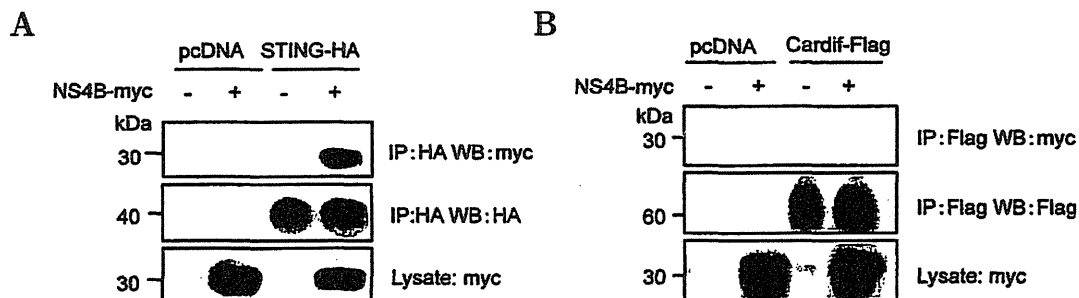 A
pcDNA STING-HA
NS4B-myc - + - +
kDa
30 IP:HA WB:myc
40 IP:HA WB:HA
30 Lysate: myc
B
pcDNA Cardif-Flag
NS4B-myc - + - +
kDa
30 IP:Flag WB:myc
60 IP:Flag WB:Flag
30 Lysate: myc